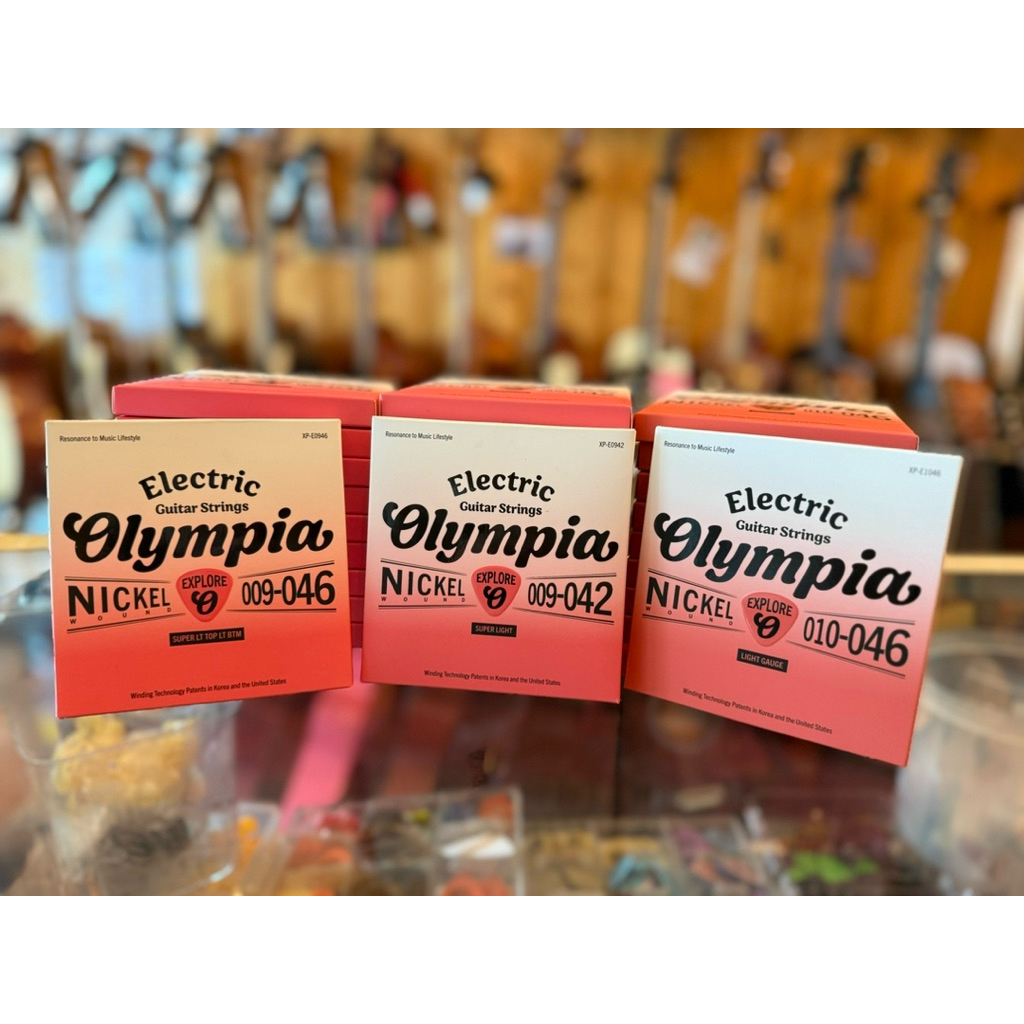 Resonance to Music Lifestyle
XP-E0946
Electric
Guitar Strings
Olympia
NICKEL
WOUND
EXPLORE
O
009-046
SUPER LT TOP LT BTM
Winding Technology Patents in Korea and the United States
Resonance to Music Lifestyle
XP-E0942
Electric
Guitar Strings
Olympia
NICKEL
WOUND
EXPLORE
O
009-042
SUPER LIGHT
Winding Technology Patents in Korea and the United States
Resonance to Music Lifestyle
XP-E1046
Electric
Guitar Strings
Olympia
NICKEL
WOUND
EXPLORE
O
010-046
LIGHT GAUGE
Winding Technology Patents in Korea and the United States